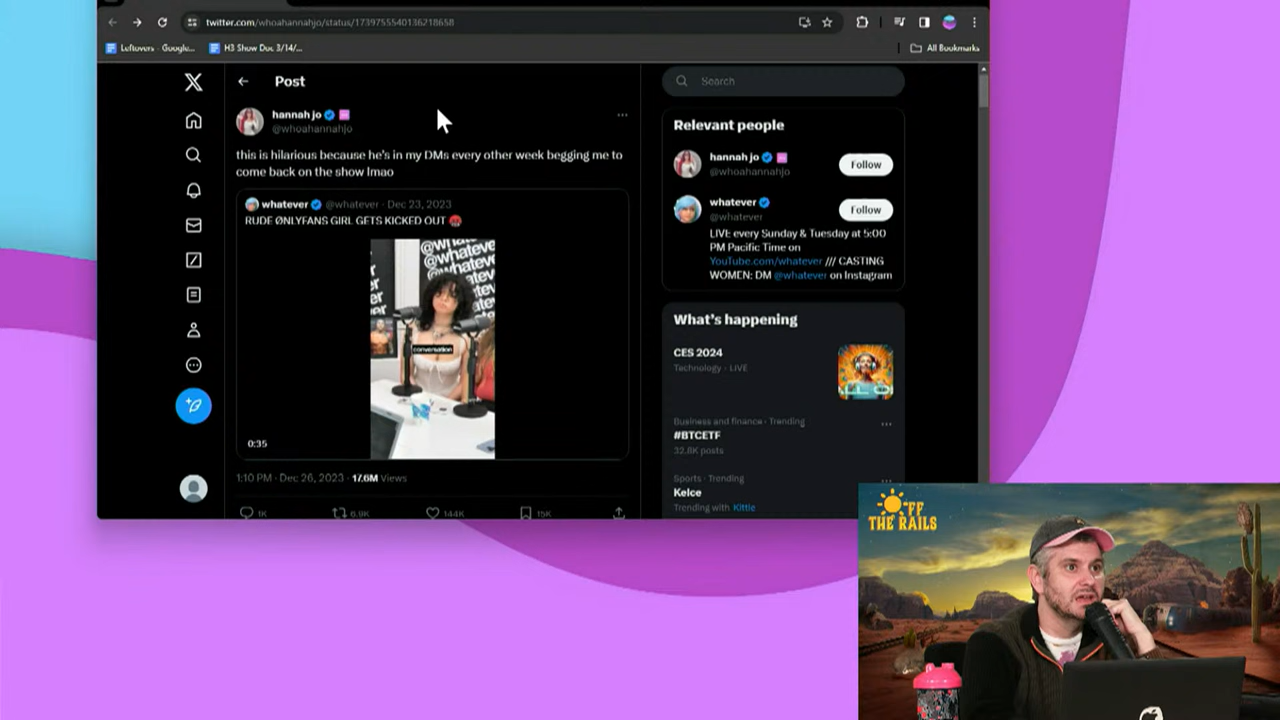 twitter.com/whoahannahjo/status/1739755540136218658
Leftovers - Google...
H3 Show Doc 3/14/...
All Bookmarks
Post
hannah jo
@whoahannahjo
this is hilarious because he's in my DMs every other week begging me to
come back on the show lmao
whatever @whatever · Dec 23, 2023
RUDE ØNLYFANS GIRL GETS KICKED OUT
conversation
0:35
1:10 PM · Dec 26, 2023 · 17.6M Views
1K
6.9K
144K
15K
Search
Relevant people
hannah jo
@whoahannahjo
Follow
whatever
@whatever
Follow
LIVE every Sunday & Tuesday at 5:00
PM Pacific Time on
YouTube.com/whatever /// CASTING
WOMEN: DM @whatever on Instagram
What's happening
CES 2024
Technology · LIVE
Business and finance · Trending
#BTCETF
32.8K posts
Sports · Trending
Kelce
Trending with Kittle
OFF
THE RAILS